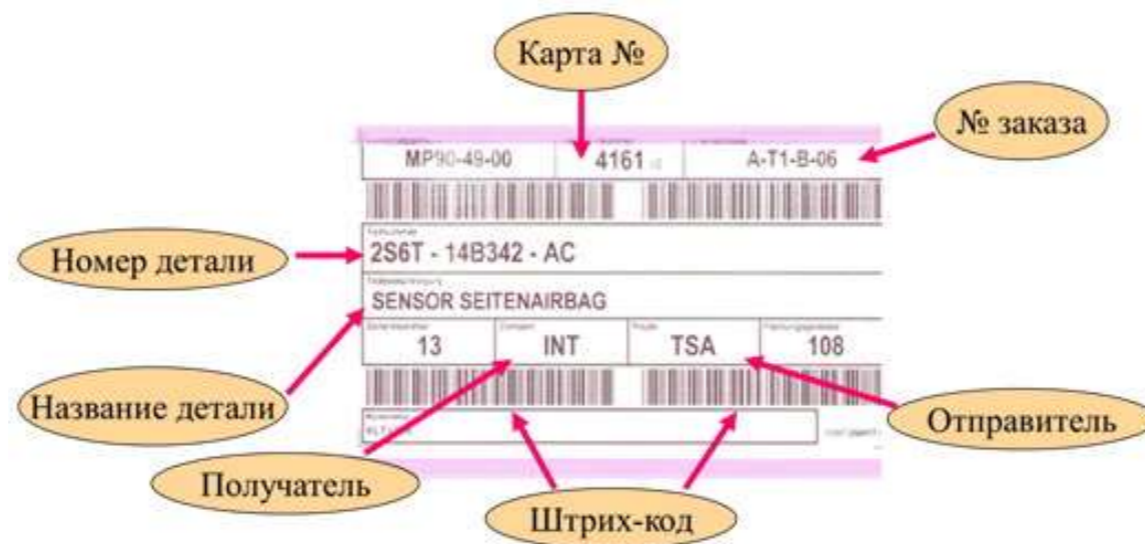 Карта №
№ заказа
MP90-49-00 4161 A-T1-B-06
Номер детали
2S6T - 14B342 - AC
SENSOR SEITENAIRBAG
13 INT TSA 108
Название детали
Отправитель
KLT
Получатель
Штрих-код